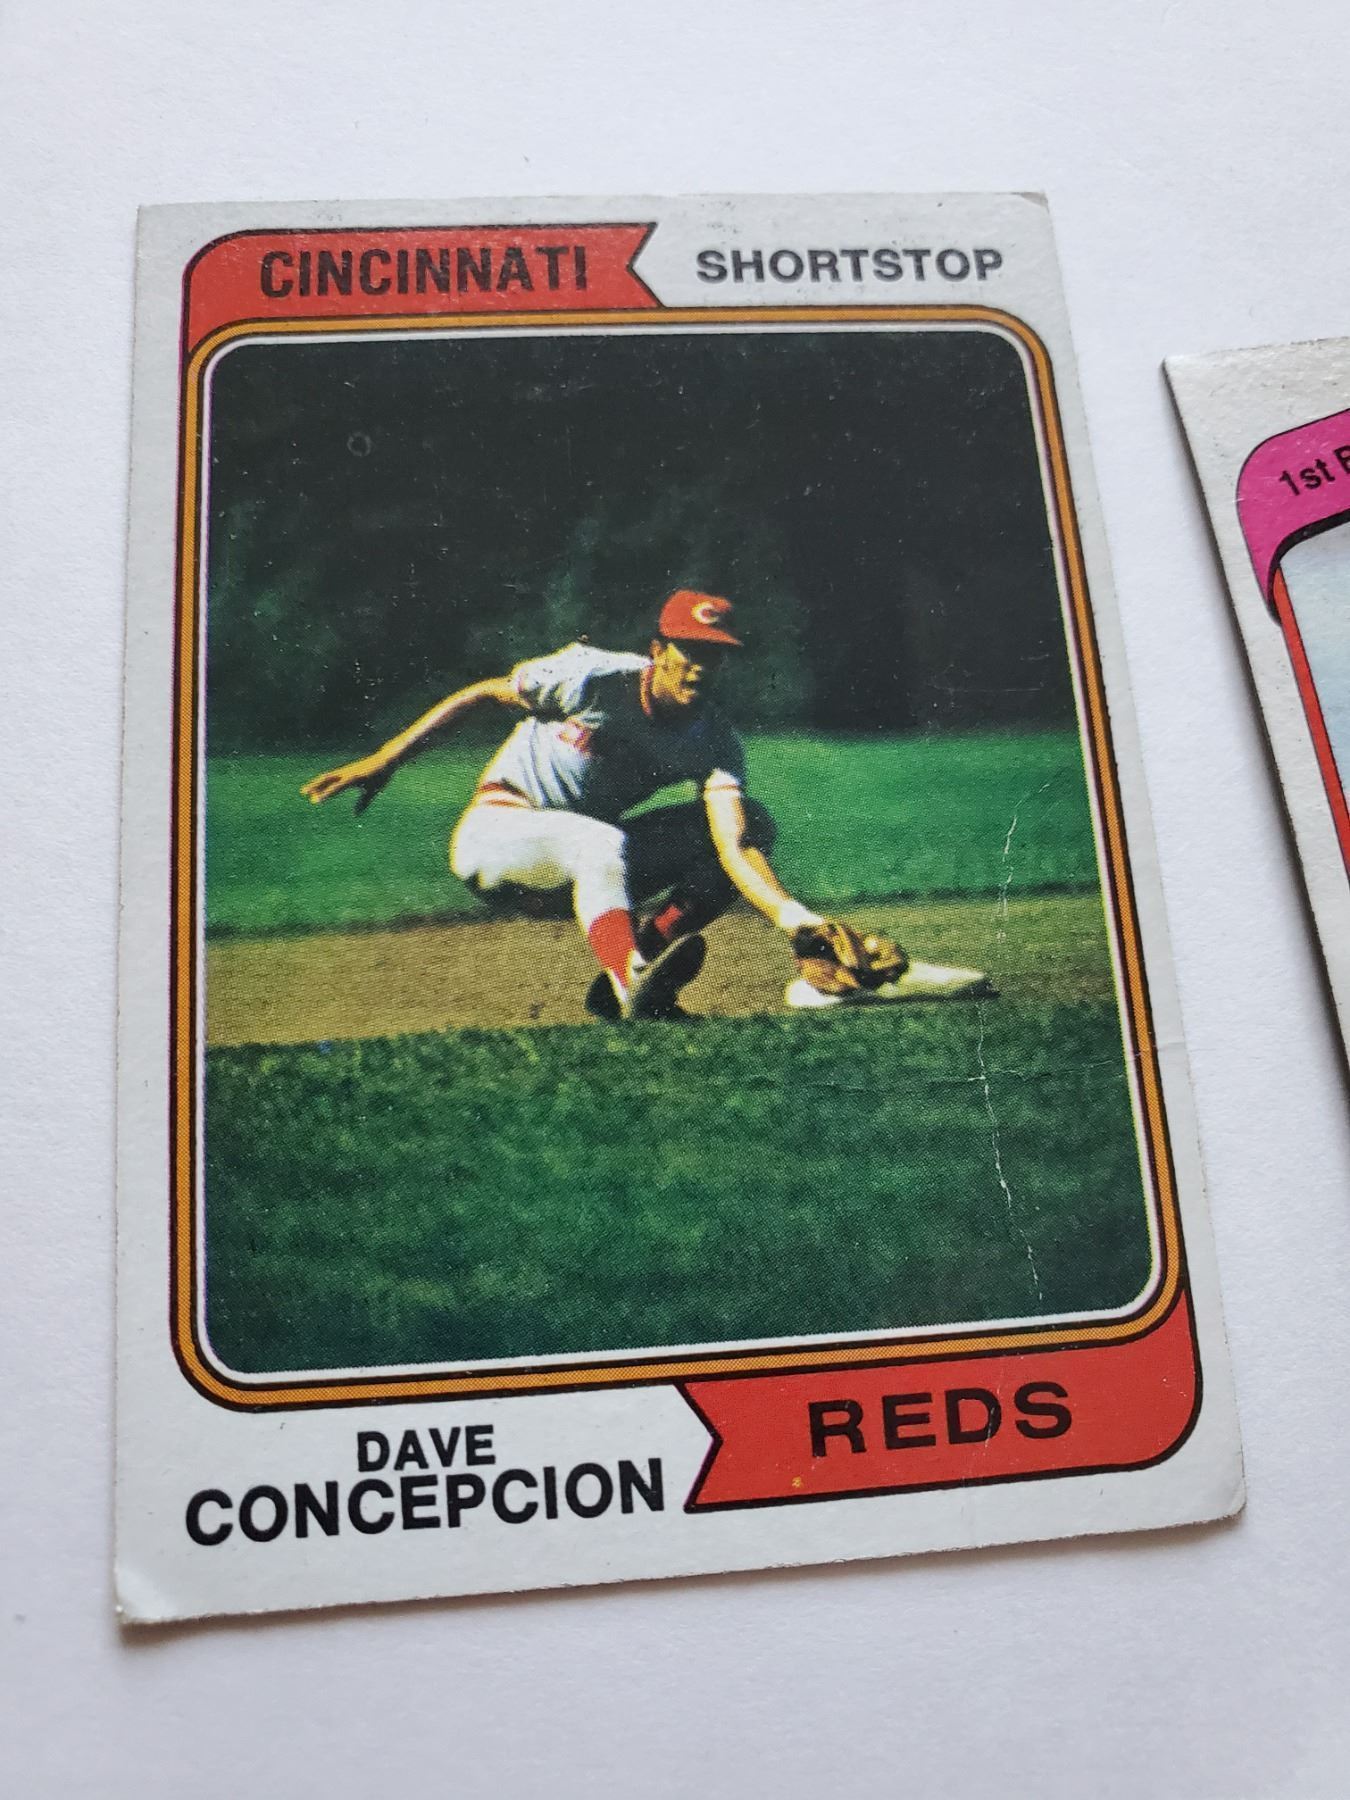 CINCINNATI
SHORTSTOP
C
DAVE
CONCEPCION
REDS
1st